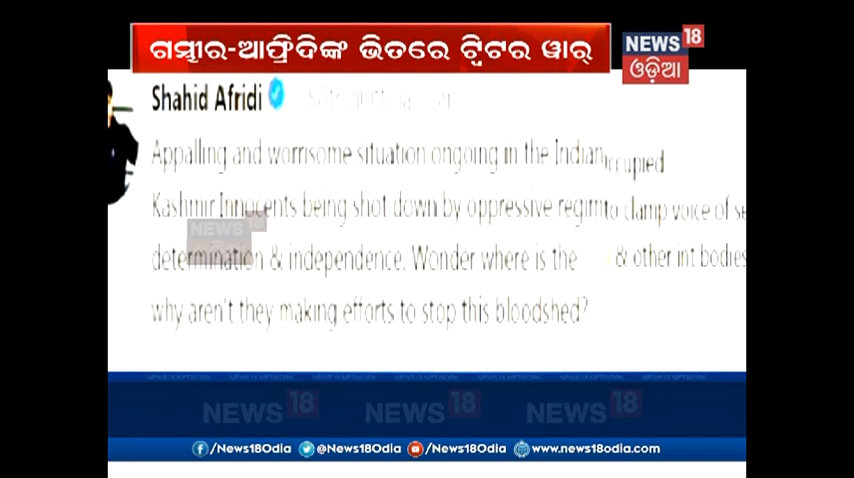 ଗମ୍ଭୀର-ଆଫ୍ରିଦିଙ୍କ ଭିତରେ ଟ୍ୱିଟର ୱାର୍
NEWS 18
ଓଡ଼ିଆ
Shahid Afridi
Appalling and worrisome situation ongoing in the Indian Occupied
Kashmir Innocents being shot down by oppressive regim to clamp voice of se
determination & independence. Wonder where is the & other int bodies
why aren't they making efforts to stop this bloodshed?
NEWS 18
NEWS 18 NEWS 18 NEWS 18
/News18Odia @News18Odia /News18Odia www.news18odia.com